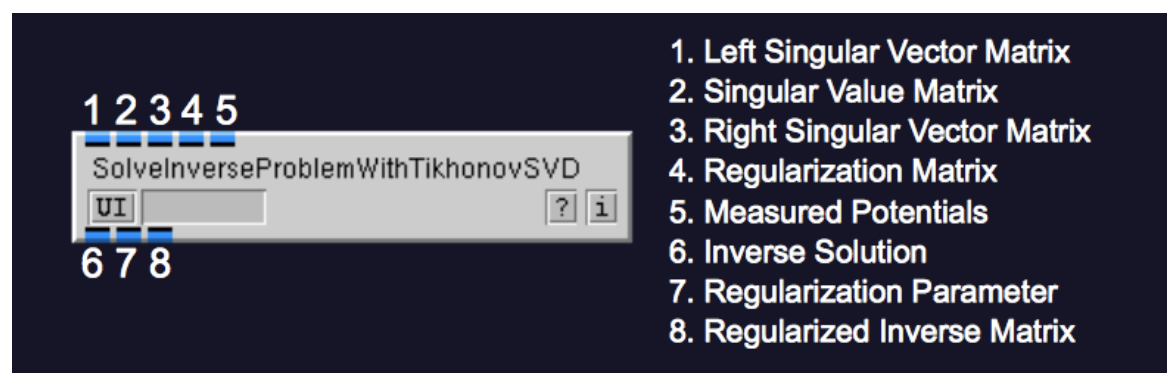 1 2 3 4 5
SolveInverseProblemWithTikhonovSVD
UI
? i
6 7 8
1. Left Singular Vector Matrix
2. Singular Value Matrix
3. Right Singular Vector Matrix
4. Regularization Matrix
5. Measured Potentials
6. Inverse Solution
7. Regularization Parameter
8. Regularized Inverse Matrix